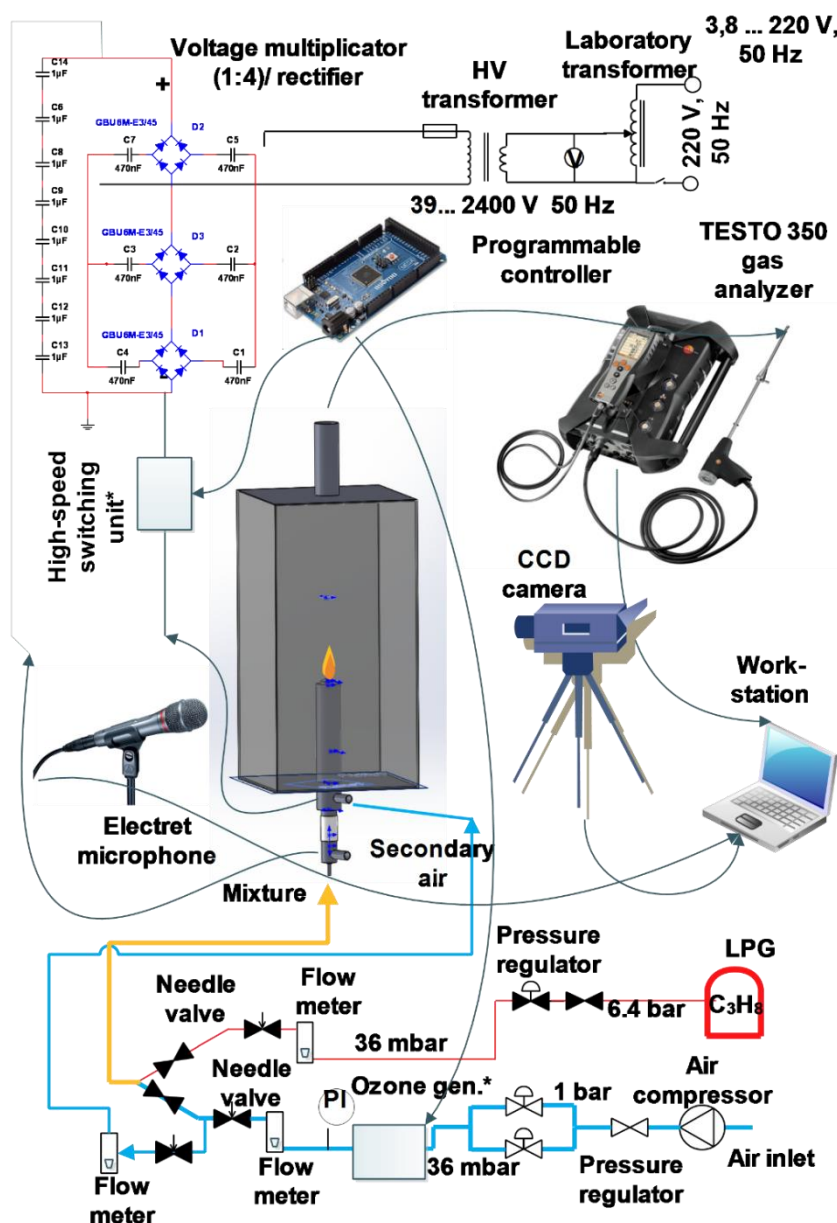 3,8 ... 220 V,
50 Hz
Laboratory
transformer
Voltage multiplicator
(1:4)/ rectifier
HV
transformer
220 V,
50 Hz
V
39... 2400 V 50 Hz
+
-
C14
1µF
C6
1µF
C8
1µF
C9
1µF
C10
1µF
C11
1µF
C12
1µF
C13
1µF
GBU6M-E3/45
D2
C7
470nF
C5
470nF
GBU6M-E3/45
D3
C3
470nF
C2
470nF
GBU6M-E3/45
D1
C4
470nF
C1
470nF
Programmable
controller
TESTO 350
gas
analyzer
High-speed
switching
unit*
CCD
camera
Work-
station
Electret
microphone
Secondary
air
Mixture
Pressure
regulator
LPG
C₃H₈
6.4 bar
Needle
valve
Flow
meter
36 mbar
Needle
valve
PI
Ozone gen.*
1 bar
Air
compressor
36 mbar
Flow
meter
Flow
meter
Pressure
regulator
Air inlet